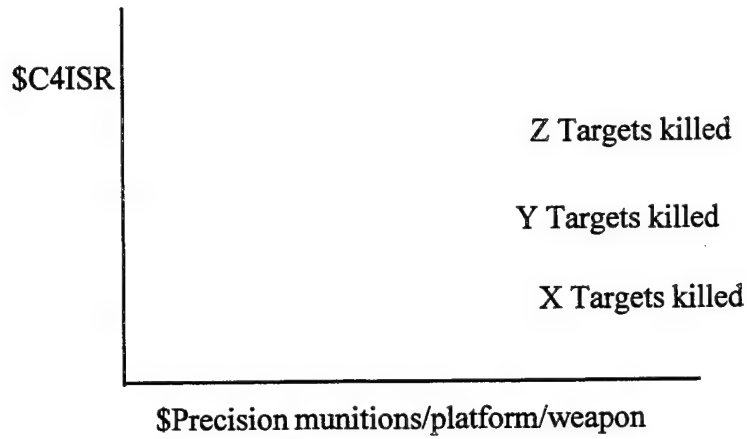 $C4ISR
Z Targets killed
Y Targets killed
X Targets killed
$Precision munitions/platform/weapon